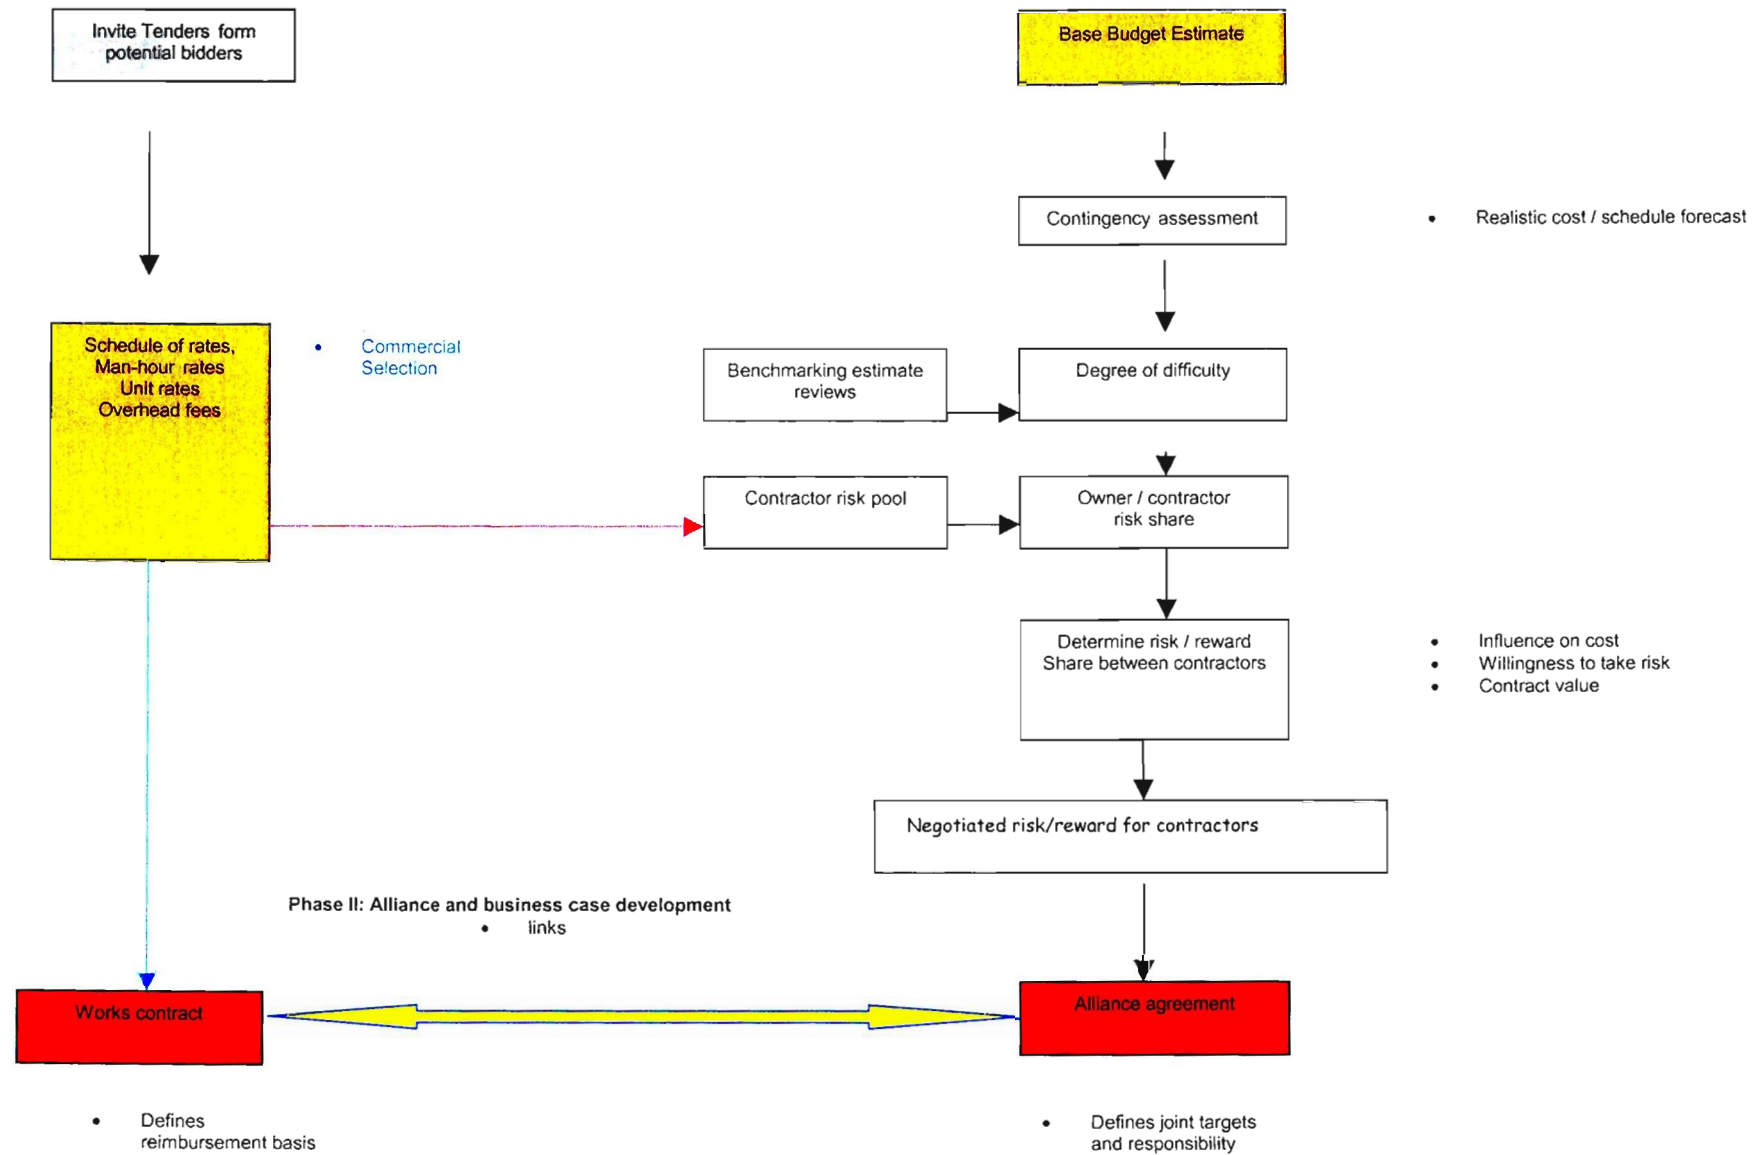 Invite Tenders form
potential bidders
Base Budget Estimate
Contingency assessment
• Realistic cost / schedule forecast
Schedule of rates,
Man-hour rates
Unit rates
Overhead fees
• Commercial
Selection
Benchmarking estimate
reviews
Degree of difficulty
Contractor risk pool
Owner / contractor
risk share
Determine risk / reward
Share between contractors
• Influence on cost
• Willingness to take risk
• Contract value
Negotiated risk/reward for contractors
Phase II: Alliance and business case development
• links
Works contract
Alliance agreement
• Defines
reimbursement basis
• Defines joint targets
and responsibility